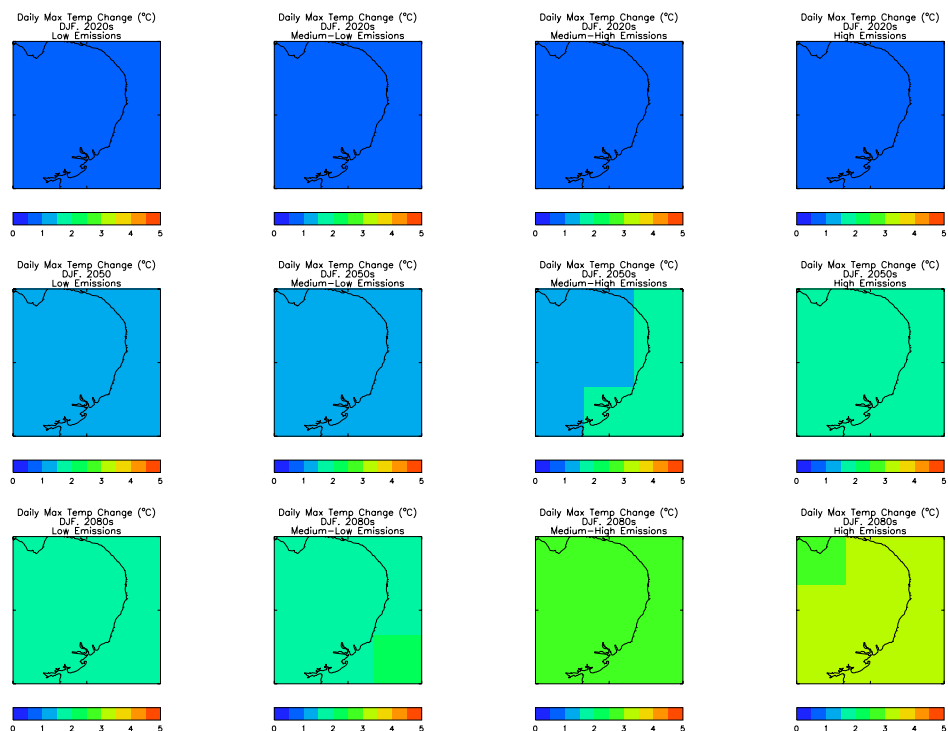 Daily Max Temp Change (°C)
DJF. 2020s
Low Emissions
0 1 2 3 4 5
Daily Max Temp Change (°C)
DJF. 2020s
Medium-Low Emissions
0 1 2 3 4 5
Daily Max Temp Change (°C)
DJF. 2020s
Medium-High Emissions
0 1 2 3 4 5
Daily Max Temp Change (°C)
DJF. 2020s
High Emissions
0 1 2 3 4 5
Daily Max Temp Change (°C)
DJF. 2050
Low Emissions
0 1 2 3 4 5
Daily Max Temp Change (°C)
DJF. 2050s
Medium-Low Emissions
0 1 2 3 4 5
Daily Max Temp Change (°C)
DJF. 2050s
Medium-High Emissions
0 1 2 3 4 5
Daily Max Temp Change (°C)
DJF. 2050s
High Emissions
0 1 2 3 4 5
Daily Max Temp Change (°C)
DJF. 2080s
Low Emissions
0 1 2 3 4 5
Daily Max Temp Change (°C)
DJF. 2080s
Medium-Low Emissions
0 1 2 3 4 5
Daily Max Temp Change (°C)
DJF. 2080s
Medium-High Emissions
0 1 2 3 4 5
Daily Max Temp Change (°C)
DJF. 2080s
High Emissions
0 1 2 3 4 5